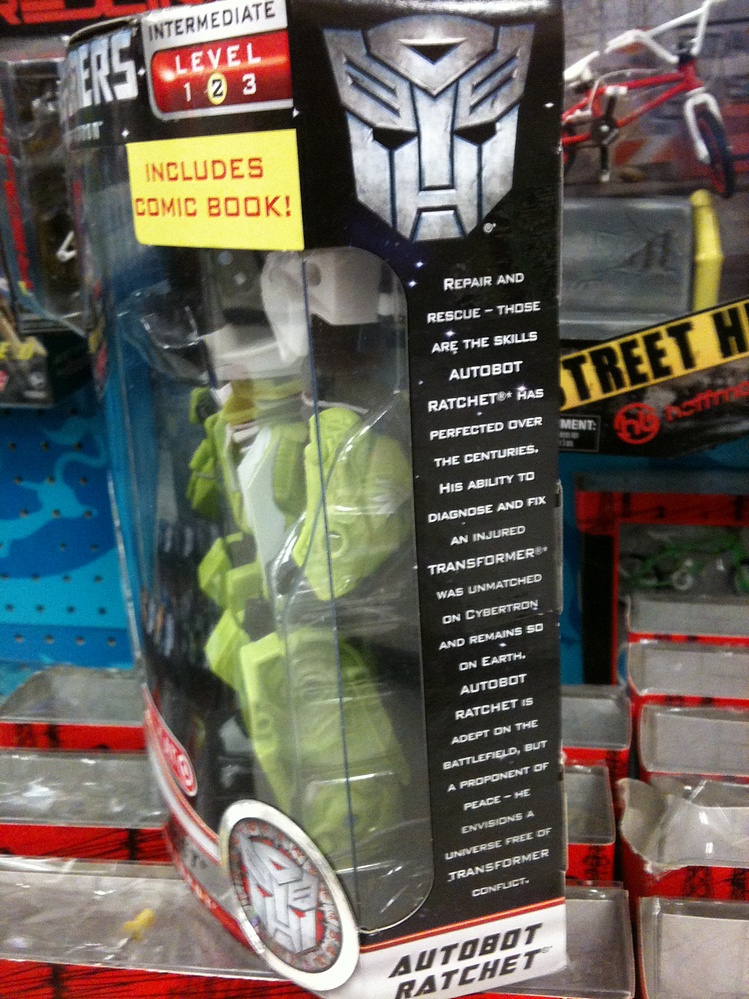 INTERMEDIATE
LEVEL
1 2 3
ERS
INCLUDES
COMIC BOOK!
REPAIR AND
RESCUE – THOSE
ARE THE SKILLS
AUTOBOT
RATCHET®* HAS
PERFECTED OVER
THE CENTURIES.
HIS ABILITY TO
DIAGNOSE AND FIX
AN INJURED
TRANSFORMER®*
WAS UNMATCHED
ON CYBERTRON
AND REMAINS SO
ON EARTH.
AUTOBOT
RATCHET IS
ADEPT ON THE
BATTLEFIELD, BUT
A PROPONENT OF
PEACE – HE
ENVISIONS A
UNIVERSE FREE OF
TRANSFORMER
CONFLICT.
AUTOBOT
RATCHET
STREET H
MENT: